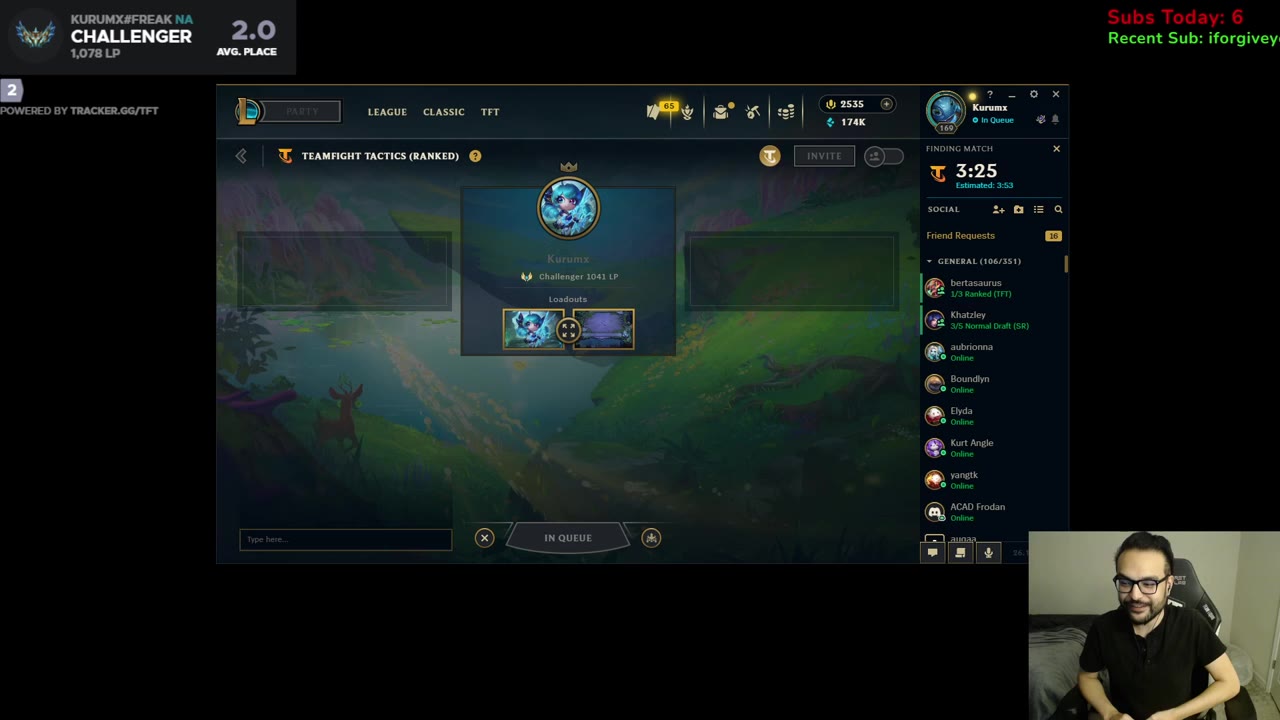 KURUMX#FREAK NA
CHALLENGER
1,078 LP
2.0
AVG. PLACE
2
POWERED BY TRACKER.GG/TFT
Subs Today: 6
Recent Sub: iforgivey
PARTY
LEAGUE
CLASSIC
TFT
65
2535
174K
169
Kurumx
In Queue
TEAMFIGHT TACTICS (RANKED)
INVITE
FINDING MATCH
3:25
Estimated: 3:53
SOCIAL
Friend Requests
16
GENERAL (106/351)
bertasaurus
1/3 Ranked (TFT)
Khatzley
3/5 Normal Draft (SR)
aubrionna
Online
Boundlyn
Online
Elyda
Online
Kurt Angle
Online
yangtk
Online
ACAD Frodan
Online
Kurumx
Challenger 1041 LP
Loadouts
Type here...
IN QUEUE